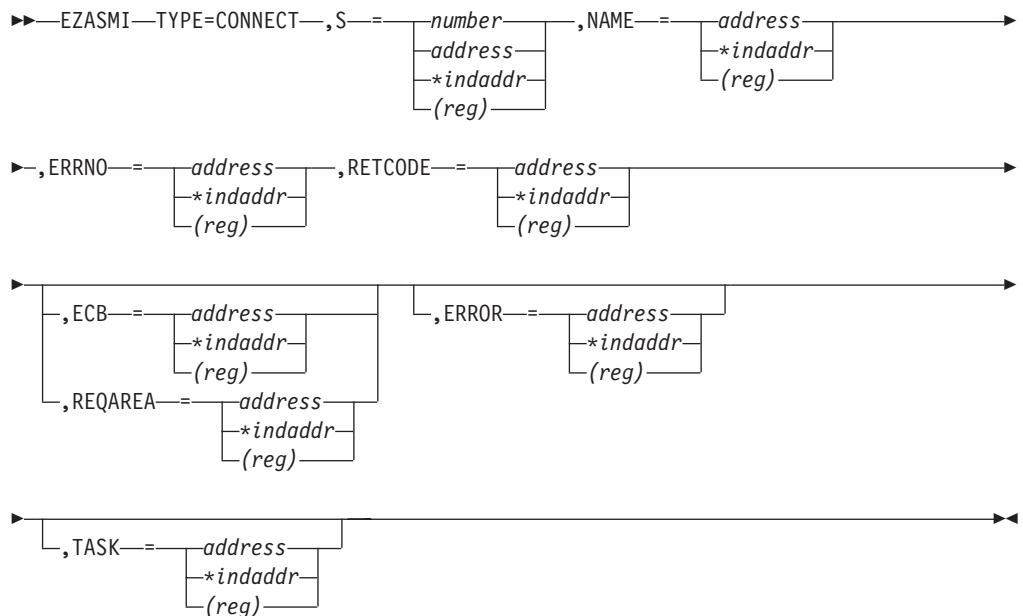 EZASMI TYPE=CONNECT ,S = number ,NAME = address
address *indaddr
*indaddr (reg)
(reg)
,ERRNO = address ,RETCODE = address
*indaddr *indaddr
(reg) (reg)
,ECB = address ,ERROR = address
*indaddr *indaddr
(reg) (reg)
,REQAREA = address
*indaddr
(reg)
,TASK = address
*indaddr
(reg)